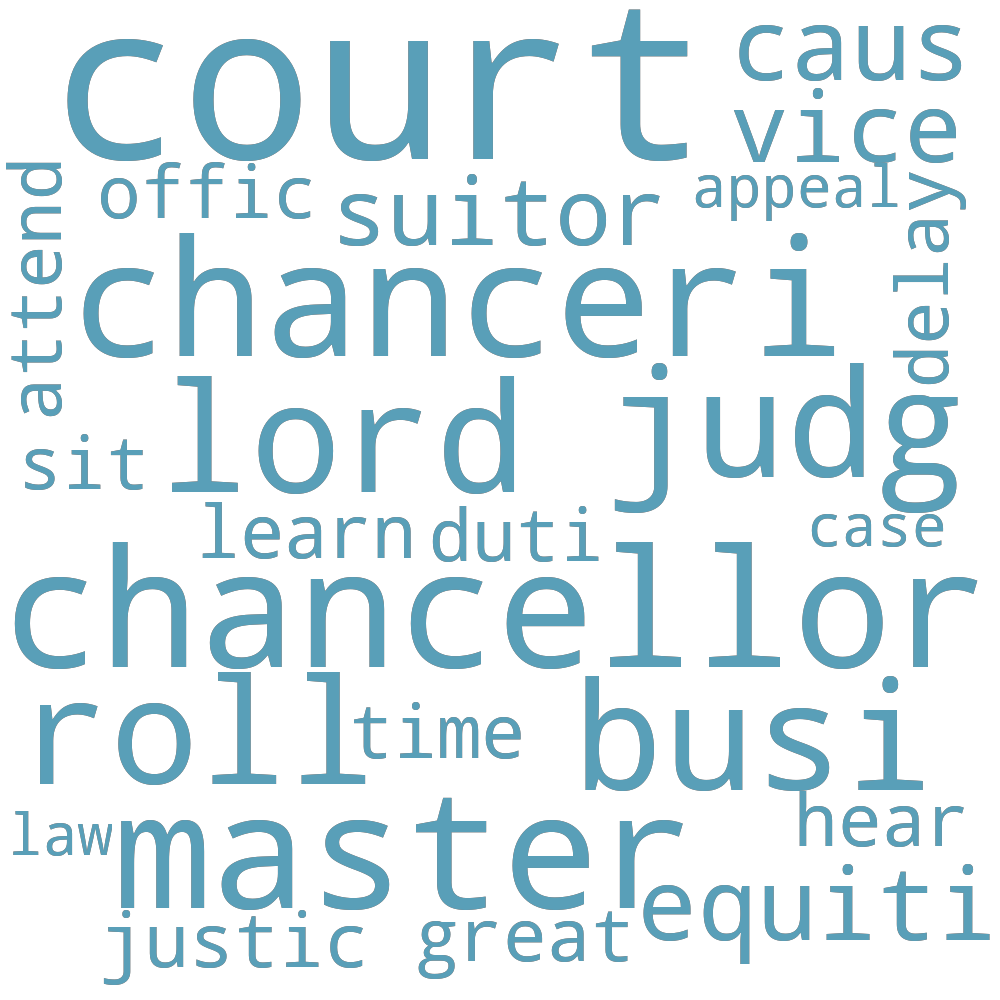 court
caus
vice
offic
suitor
appeal
attend
delay
chanceri
lord
judg
sit
learn
duti
case
chancellor
roll
time
busi
law
master
hear
equiti
justic
great